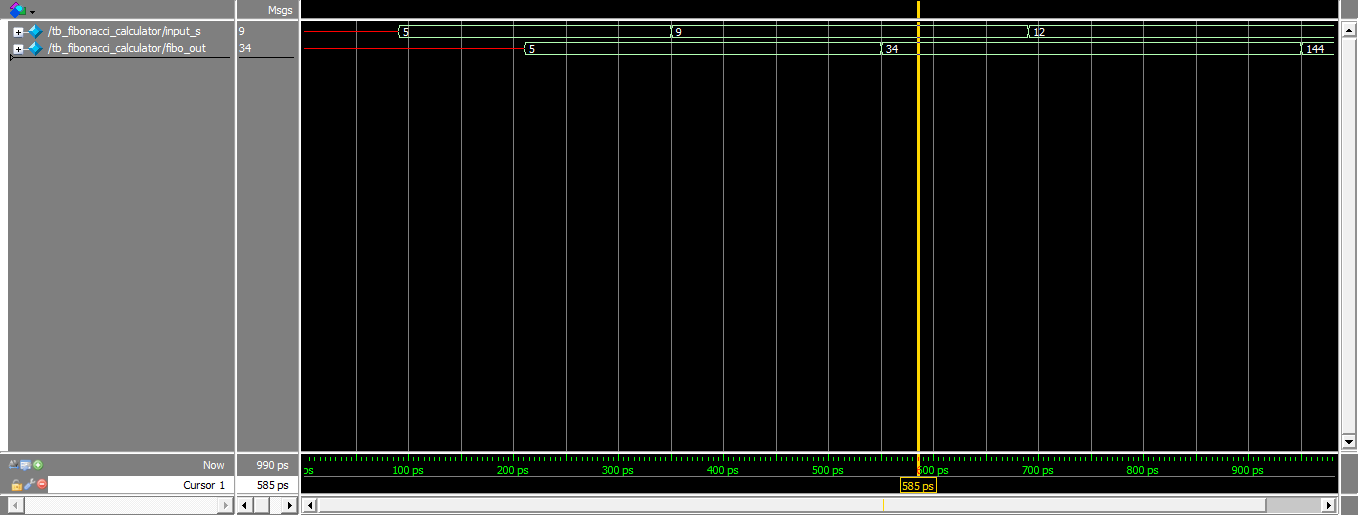 Msgs
/tb_fibonacci_calculator/input_s 9 5 9 12
/tb_fibonacci_calculator/fibo_out 34 5 34 144
Now 990 ps ps 100 ps 200 ps 300 ps 400 ps 500 ps 600 ps 700 ps 800 ps 900 ps
Cursor 1 585 ps 585 ps